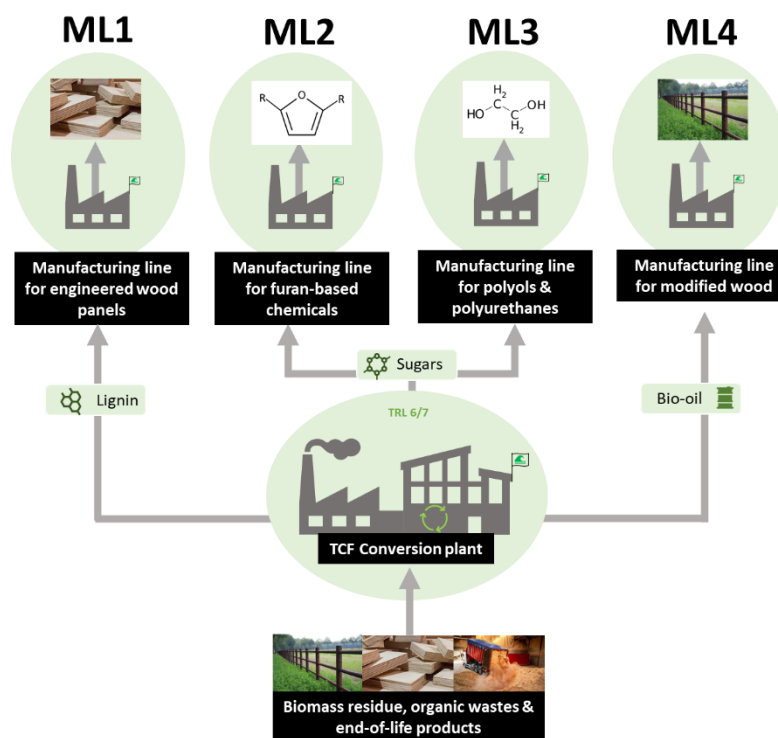 ML1
ML2
ML3
ML4
R
O
R
H₂
C
OH
HO
C
H₂
Manufacturing line
for engineered wood
panels
Manufacturing line
for furan-based
chemicals
Manufacturing line
for polyols &
polyurethanes
Manufacturing line
for modified wood
Lignin
Sugars
Bio-oil
TRL 6/7
TCF Conversion plant
Biomass residue, organic wastes &
end-of-life products